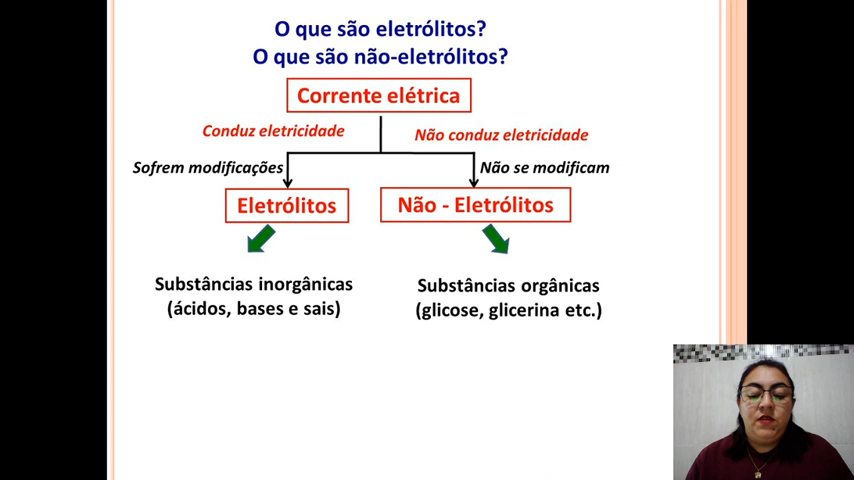 O que são eletrólitos?
O que são não-eletrólitos?
Corrente elétrica
Conduz eletricidade
Não conduz eletricidade
Sofrem modificações
Não se modificam
Eletrólitos
Não - Eletrólitos
Substâncias inorgânicas
(ácidos, bases e sais)
Substâncias orgânicas
(glicose, glicerina etc.)